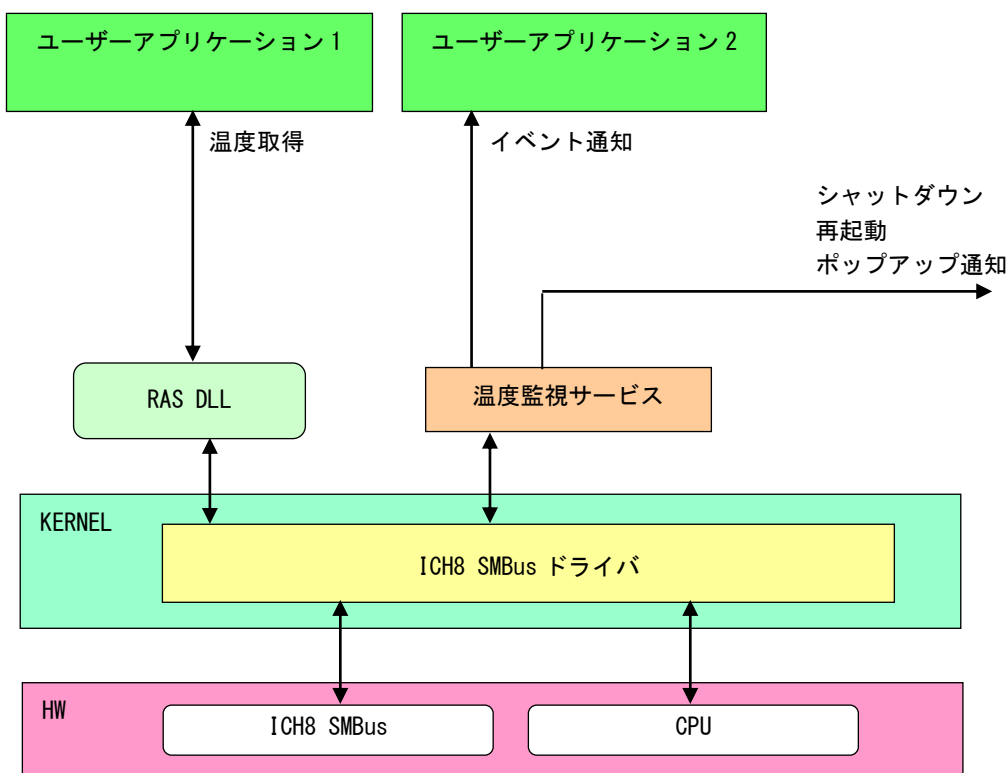 ユーザーアプリケーション1
ユーザーアプリケーション2
温度取得
イベント通知
シャットダウン
再起動
ポップアップ通知
RAS DLL
温度監視サービス
KERNEL
ICH8 SMBus ドライバ
HW
ICH8 SMBus
CPU